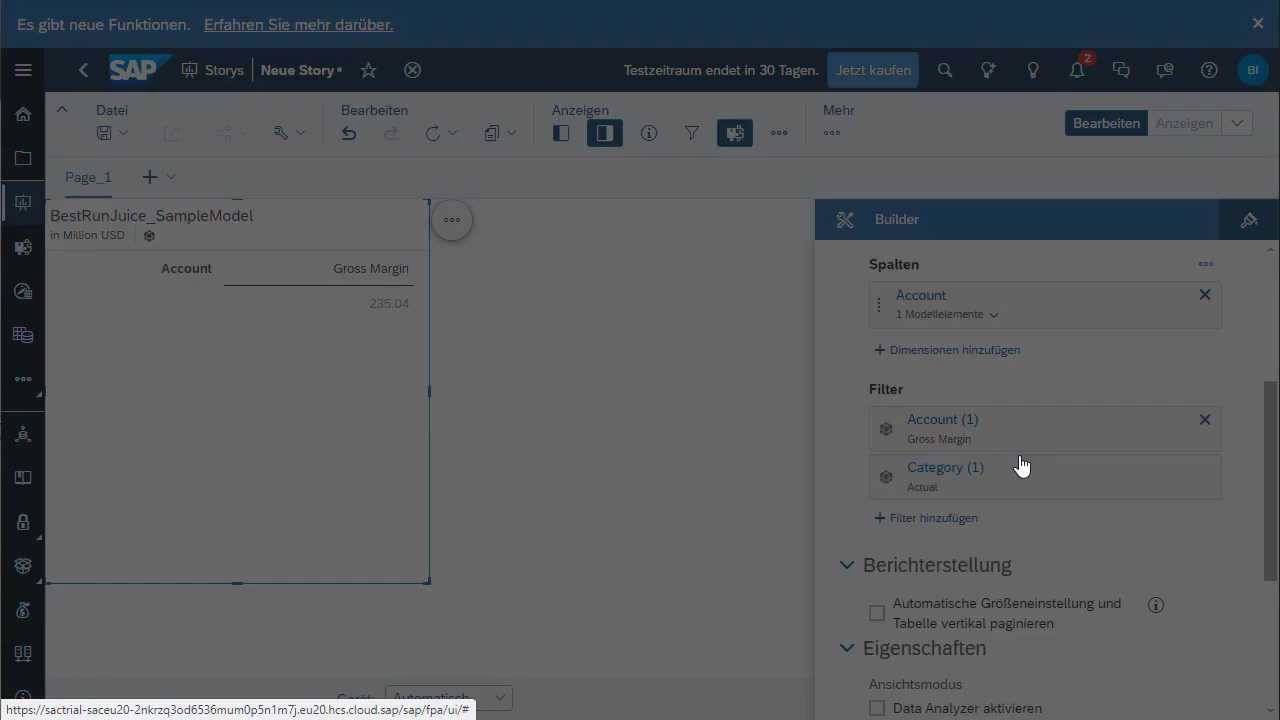 Es gibt neue Funktionen. Erfahren Sie mehr darüber.
SAP Storys Neue Story* Testzeitraum endet in 30 Tagen. Jetzt kaufen 2 BI
Datei Bearbeiten Anzeigen Mehr
Bearbeiten Anzeigen
Page_1
BestRunJuice_SampleModel
in Million USD
Account Gross Margin
235.04
Builder
Spalten
Account
1 Modellelemente
Dimensionen hinzufügen
Filter
Account (1)
Gross Margin
Category (1)
Actual
Filter hinzufügen
Berichterstellung
Automatische Größeneinstellung und
Tabelle vertikal paginieren
Eigenschaften
Ansichtsmodus
Data Analyzer aktivieren
Gerät: Automatisch
https://sactrial-saceu20-2nkrzq3od6536mum0p5n1m7j.eu20.hcs.cloud.sap/sap/fpa/ui/#